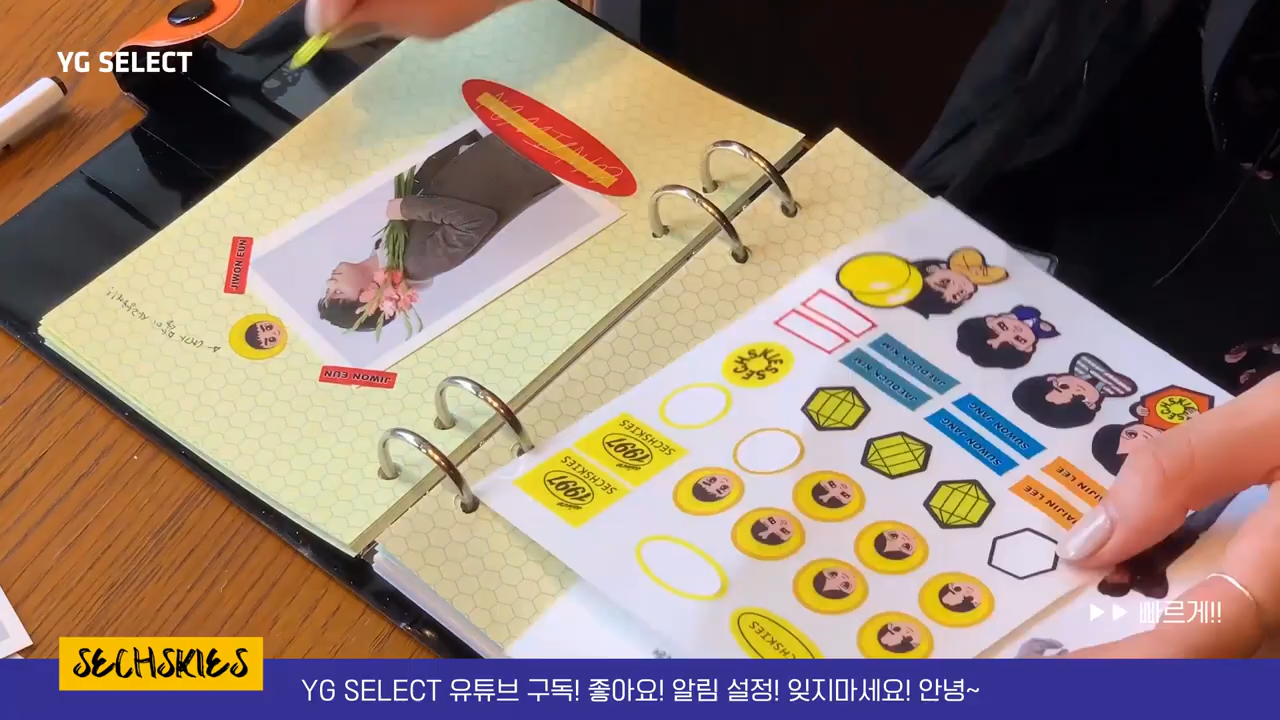 YG SELECT
JIWON EUN
JIWON EUN
SECHSKIES
JAEDUCK KIM
JAEDUCK KIM
SUWON JANG
SUWON JANG
JAIJIN LEE
AIJIN LEE
SECHSKIES
1997
SECHSKIES
1997
SECHSKIES
▶▶ 빠르게!!
SECHSKIES
YG SELECT 유튜브 구독! 좋아요! 알림 설정! 잊지마세요! 안녕~